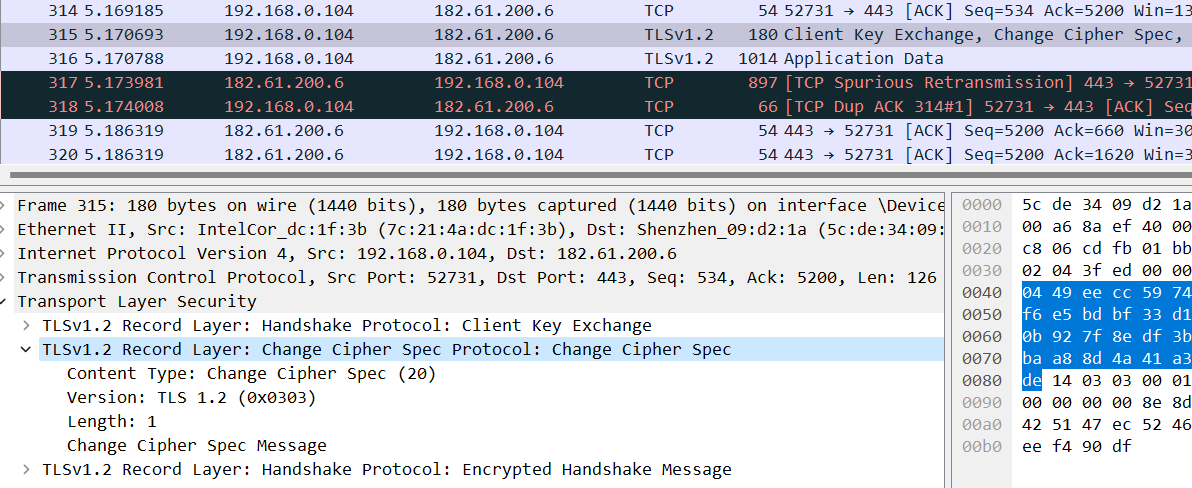 314 5.169185 192.168.0.104 182.61.200.6 TCP 54 52731 → 443 [ACK] Seq=534 Ack=5200 Win=13
315 5.170693 192.168.0.104 182.61.200.6 TLSv1.2 180 Client Key Exchange, Change Cipher Spec,
316 5.170788 192.168.0.104 182.61.200.6 TLSv1.2 1014 Application Data
317 5.173981 182.61.200.6 192.168.0.104 TCP 897 [TCP Spurious Retransmission] 443 → 52731
318 5.174008 192.168.0.104 182.61.200.6 TCP 66 [TCP Dup ACK 314#1] 52731 → 443 [ACK] Seq
319 5.186319 182.61.200.6 192.168.0.104 TCP 54 443 → 52731 [ACK] Seq=5200 Ack=660 Win=30
320 5.186319 182.61.200.6 192.168.0.104 TCP 54 443 → 52731 [ACK] Seq=5200 Ack=1620 Win=3
Frame 315: 180 bytes on wire (1440 bits), 180 bytes captured (1440 bits) on interface \Device
Ethernet II, Src: IntelCor_dc:1f:3b (7c:21:4a:dc:1f:3b), Dst: Shenzhen_09:d2:1a (5c:de:34:09:
Internet Protocol Version 4, Src: 192.168.0.104, Dst: 182.61.200.6
Transmission Control Protocol, Src Port: 52731, Dst Port: 443, Seq: 534, Ack: 5200, Len: 126
Transport Layer Security
TLSv1.2 Record Layer: Handshake Protocol: Client Key Exchange
TLSv1.2 Record Layer: Change Cipher Spec Protocol: Change Cipher Spec
Content Type: Change Cipher Spec (20)
Version: TLS 1.2 (0x0303)
Length: 1
Change Cipher Spec Message
TLSv1.2 Record Layer: Handshake Protocol: Encrypted Handshake Message
0000 5c de 34 09 d2 1a
0010 00 a6 8a ef 40 00
0020 c8 06 cd fb 01 bb
0030 02 04 3f ed 00 00
0040 04 49 ee cc 59 74
0050 f6 e5 bd bf 33 d1
0060 0b 92 7f 8e df 3b
0070 ba a8 8d 4a 41 a3
0080 de 14 03 03 00 01
0090 00 00 00 00 8e 8d
00a0 42 51 47 ec 52 46
00b0 ee f4 90 df